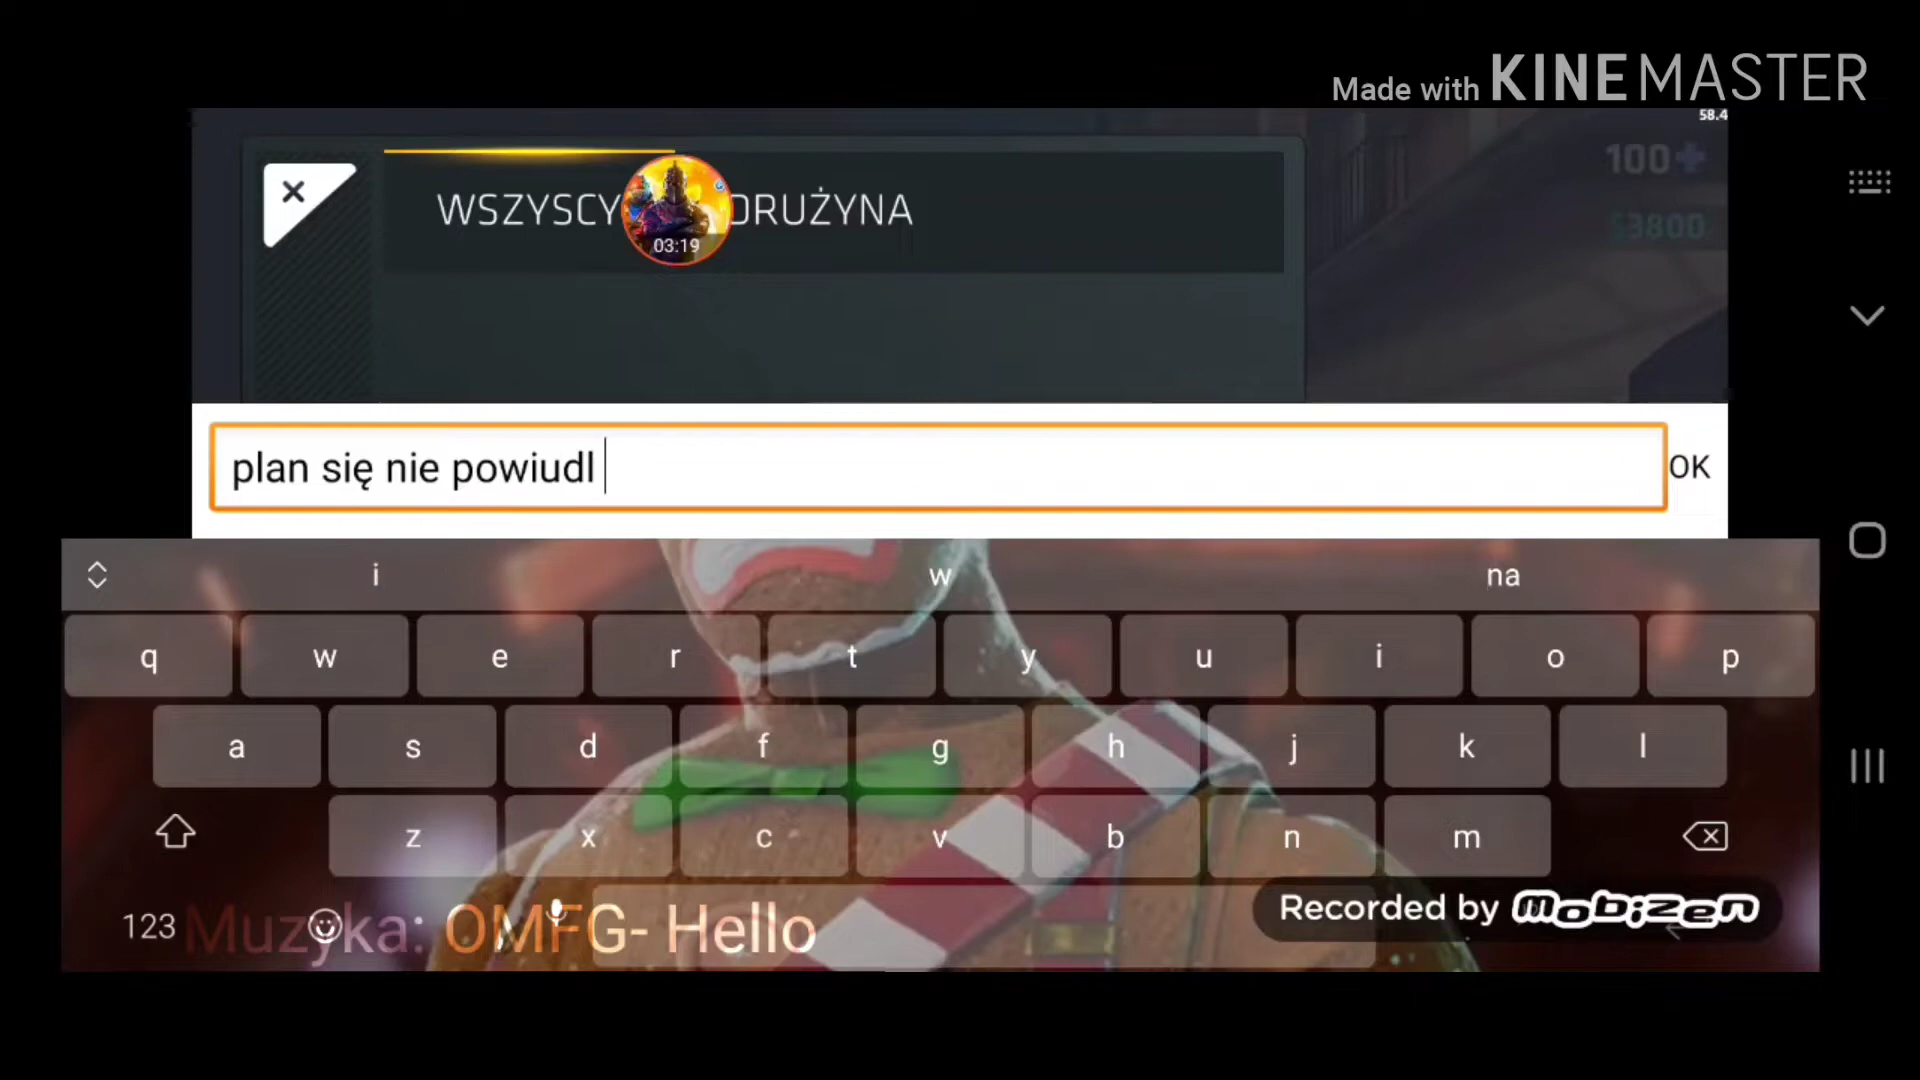 Made with KINEMASTER
58.4
100
53800
WSZYSCY DRUŻYNA
03:19
plan się nie powiudl
OK
i w na
q w e r t y u i o p
a s d f g h j k l
z x c v b n m
123
Muzyka: OMFG- Hello
Recorded by mobizen